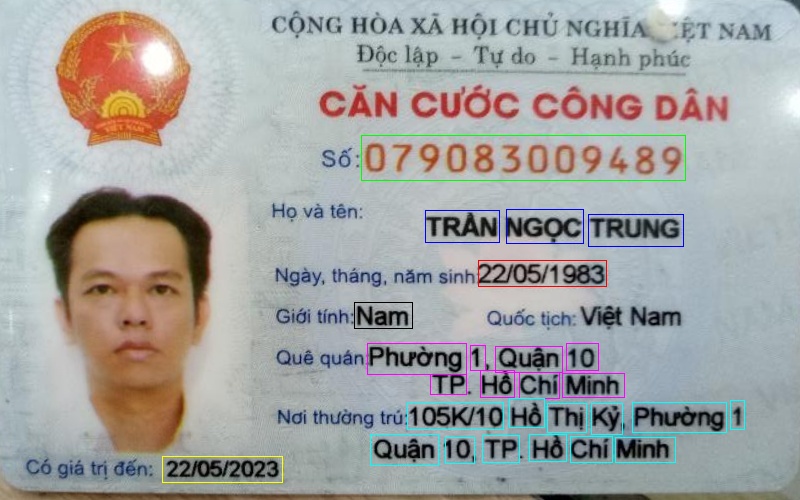 CỘNG HÒA XÃ HỘI CHỦ NGHĨA VIỆT NAM
Độc lập - Tự do - Hạnh phúc
CĂN CƯỚC CÔNG DÂN
Số: 079083009489
Họ và tên: TRẦN NGỌC TRUNG
Ngày, tháng, năm sinh: 22/05/1983
Giới tính: Nam Quốc tịch: Việt Nam
Quê quán: Phường 1, Quận 10
TP. Hồ Chí Minh
Nơi thường trú: 105K/10 Hồ Thị Kỷ, Phường 1
Quận 10, TP. Hồ Chí Minh
Có giá trị đến: 22/05/2023
VIỆT NAM